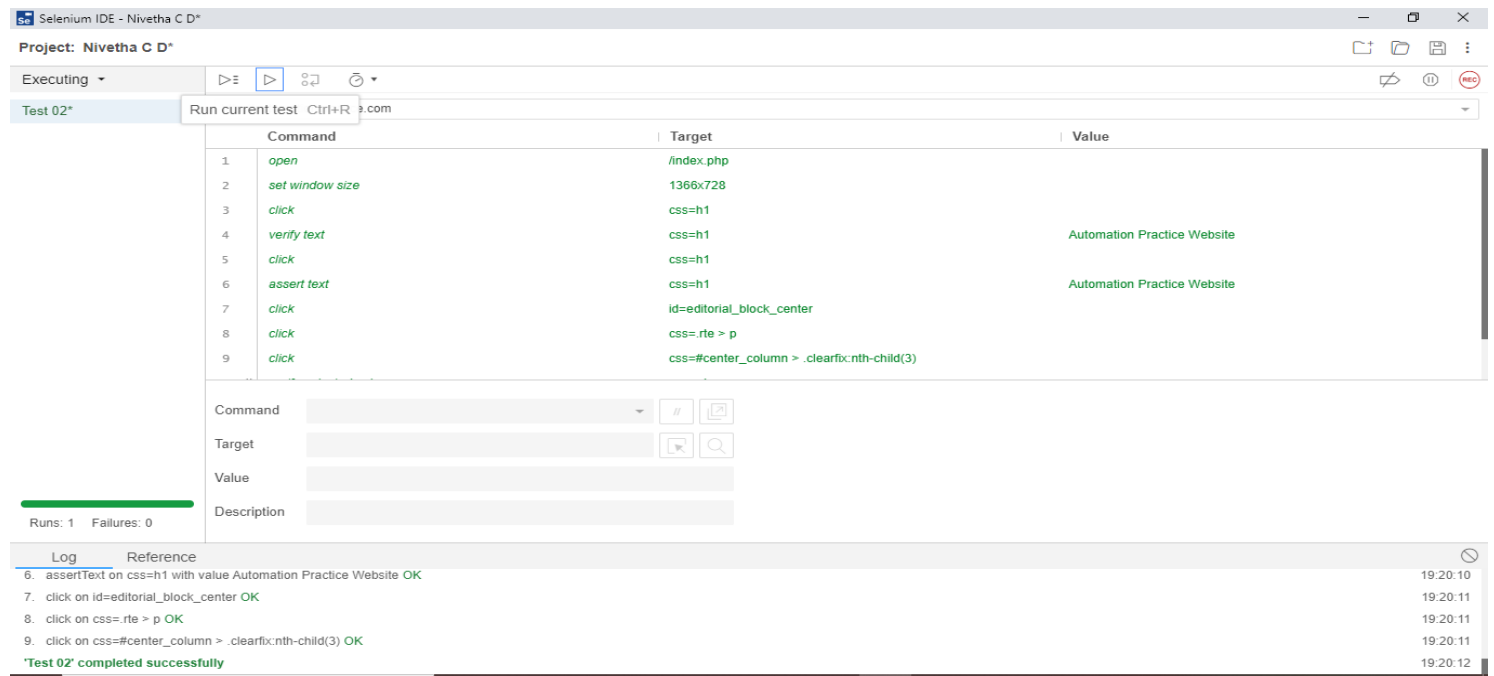 Selenium IDE - Nivetha C D*
Project: Nivetha C D*
Executing
Test 02*
Run current test Ctrl+R
e.com
REC
Command Target Value
1 open /index.php
2 set window size 1366x728
3 click css=h1
4 verify text css=h1 Automation Practice Website
5 click css=h1
6 assert text css=h1 Automation Practice Website
7 click id=editorial_block_center
8 click css=.rte > p
9 click css=#center_column > .clearfix:nth-child(3)
Command //
Target
Value
Description
Runs: 1 Failures: 0
Log Reference
6. assertText on css=h1 with value Automation Practice Website OK 19:20:10
7. click on id=editorial_block_center OK 19:20:11
8. click on css=.rte > p OK 19:20:11
9. click on css=#center_column > .clearfix:nth-child(3) OK 19:20:11
'Test 02' completed successfully 19:20:12